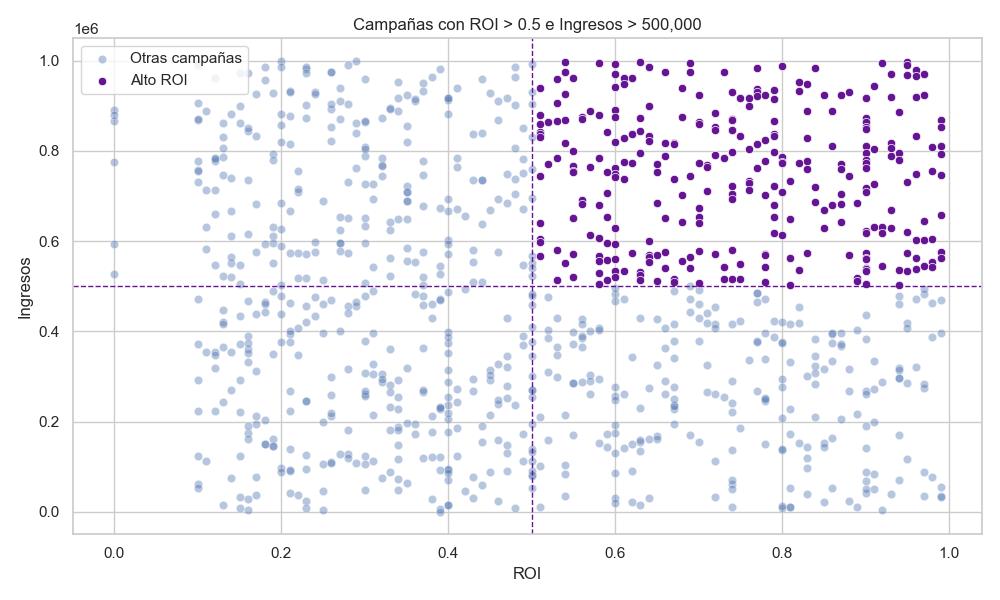 Campañas con ROI > 0.5 e Ingresos > 500,000
1e6
Otras campañas
Alto ROI
1.0
0.8
0.6
0.4
0.2
0.0
Ingresos
0.0 0.2 0.4 0.6 0.8 1.0
ROI